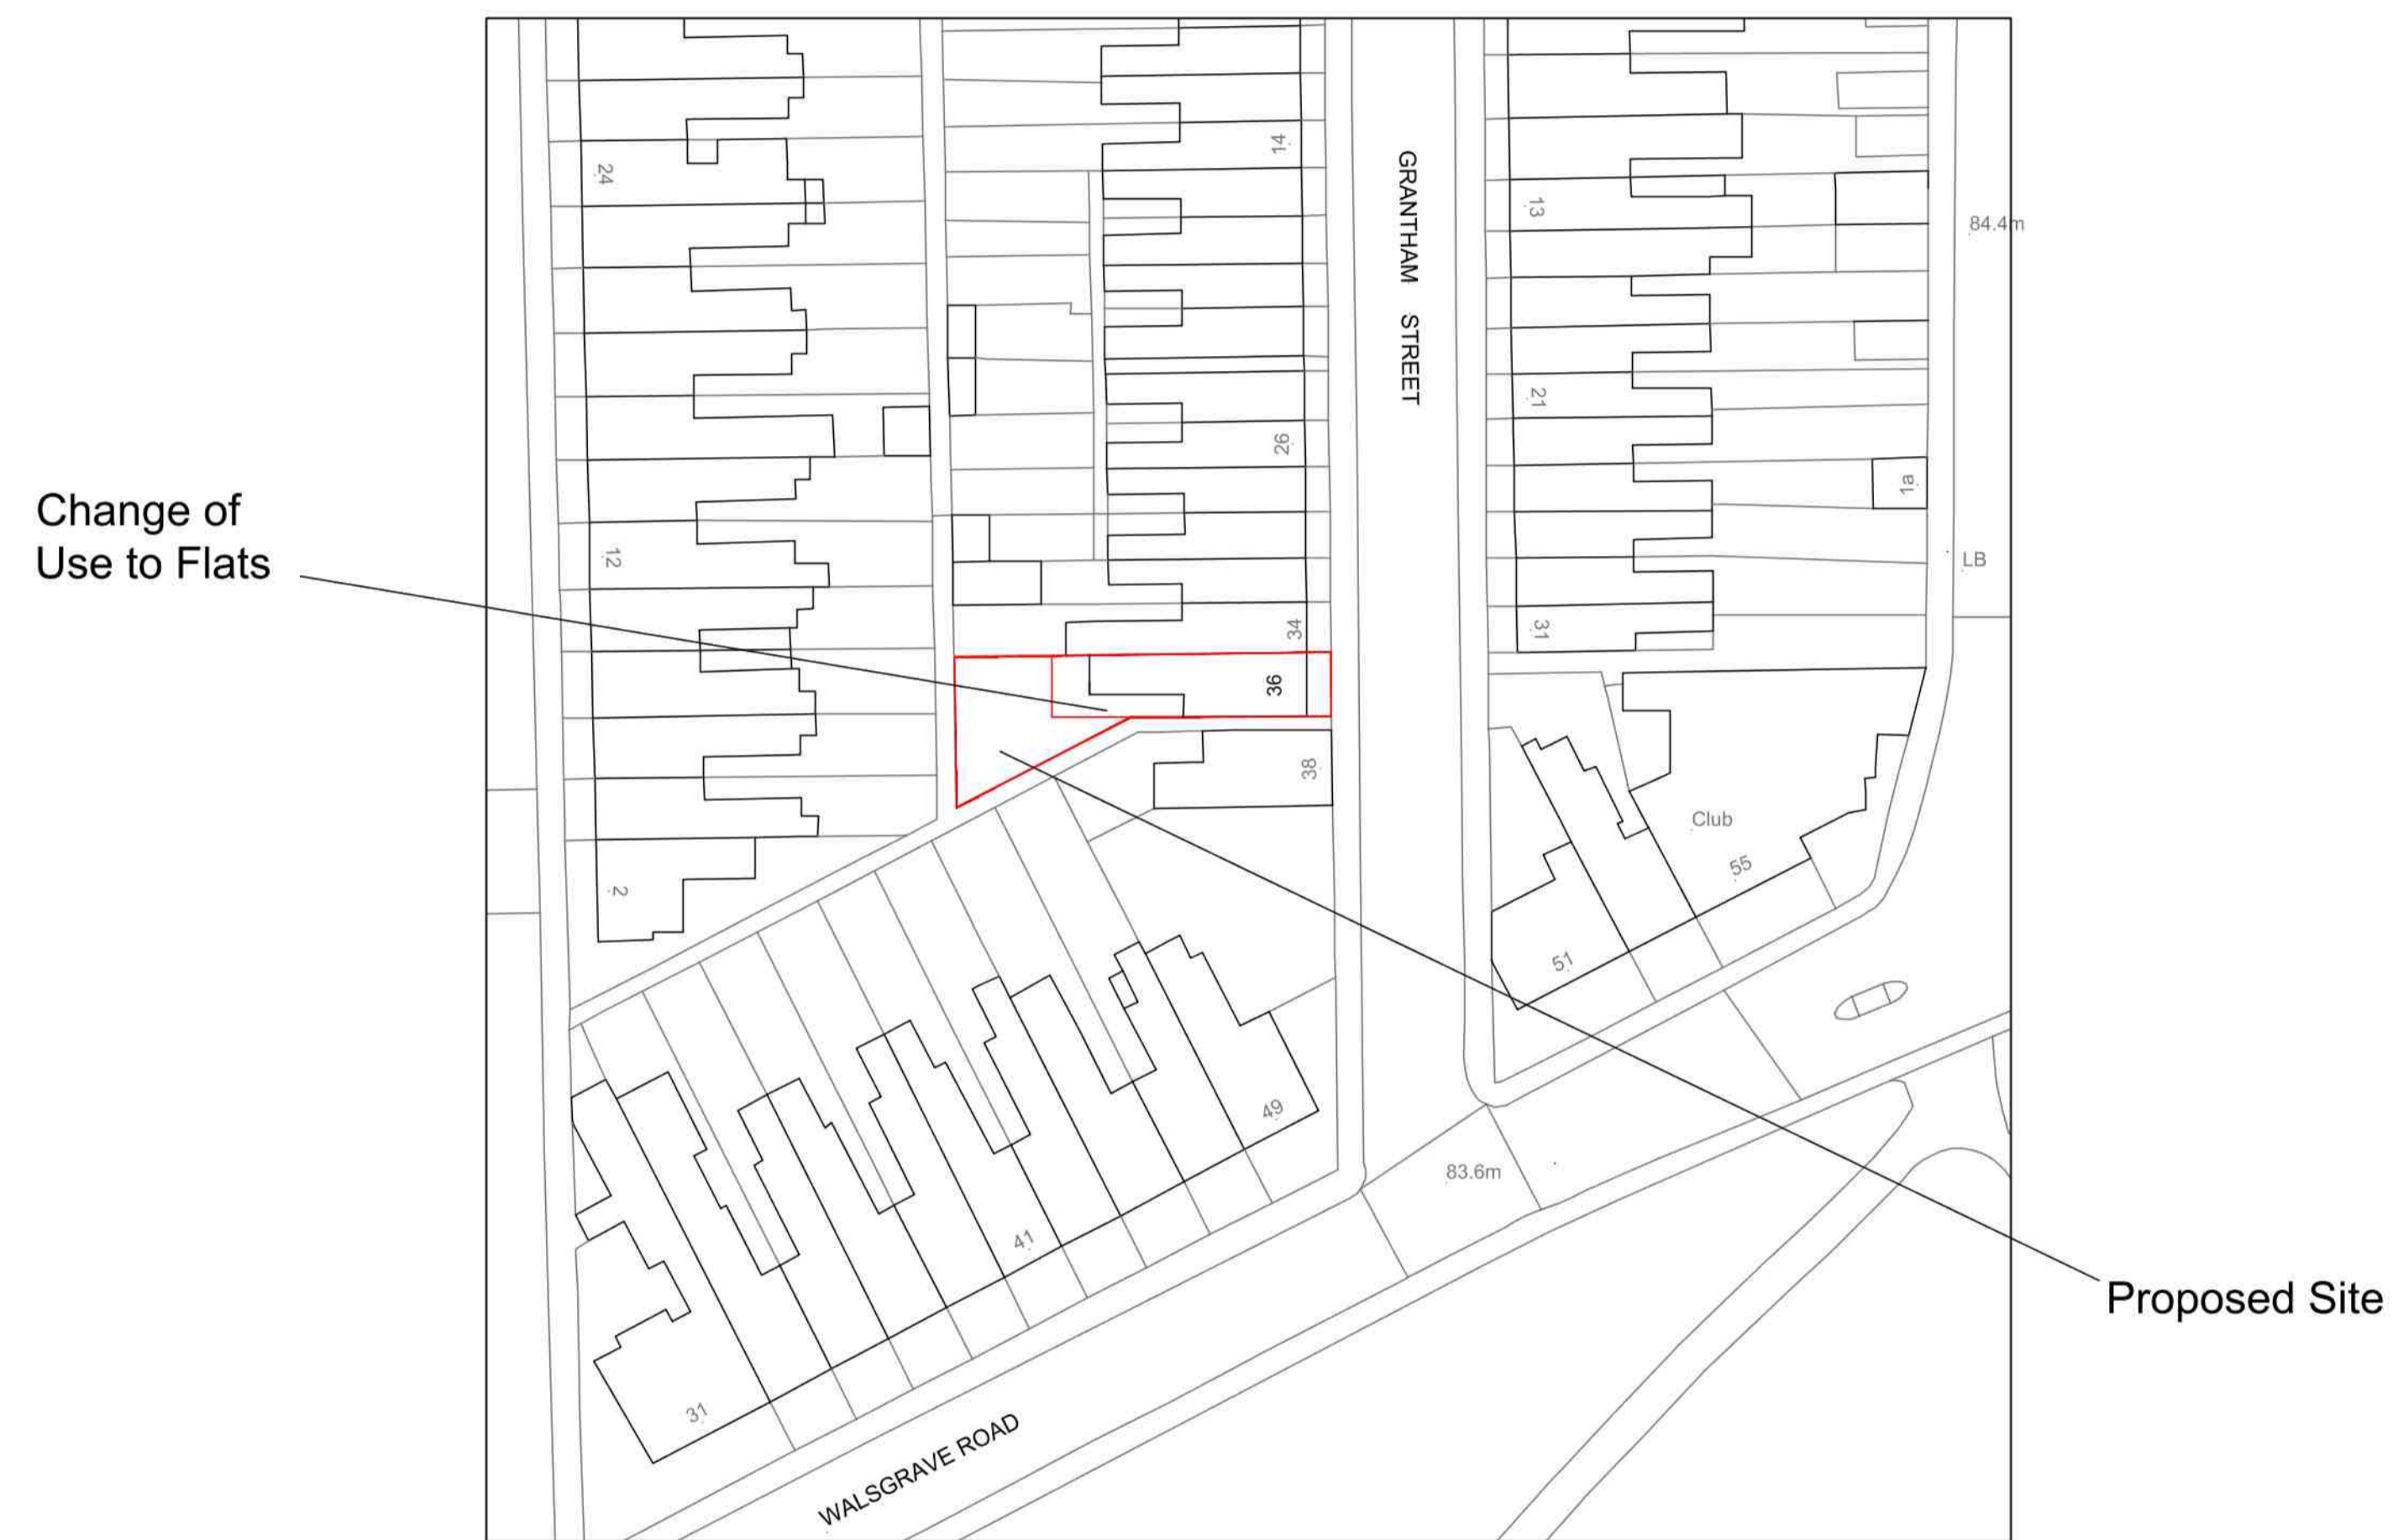 14
24
GRANTHAM STREET
13
84.4m
21
26
1a
Change of
Use to Flats
12
LB
34
31
36
38
Club
55
2
51
49
83.6m
41
Proposed Site
31
WALSGRAVE ROAD